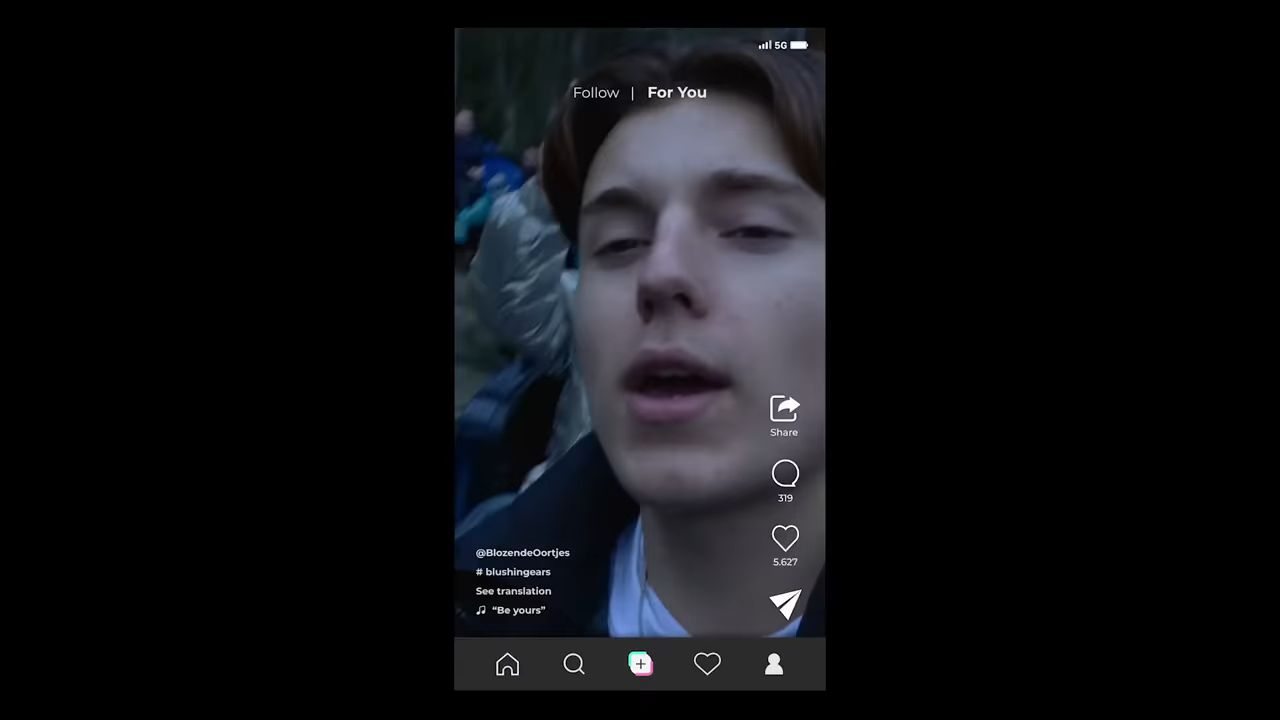 5G
Follow | For You
Share
319
5.627
@BlozendeOortjes
# blushingears
See translation
"Be yours"